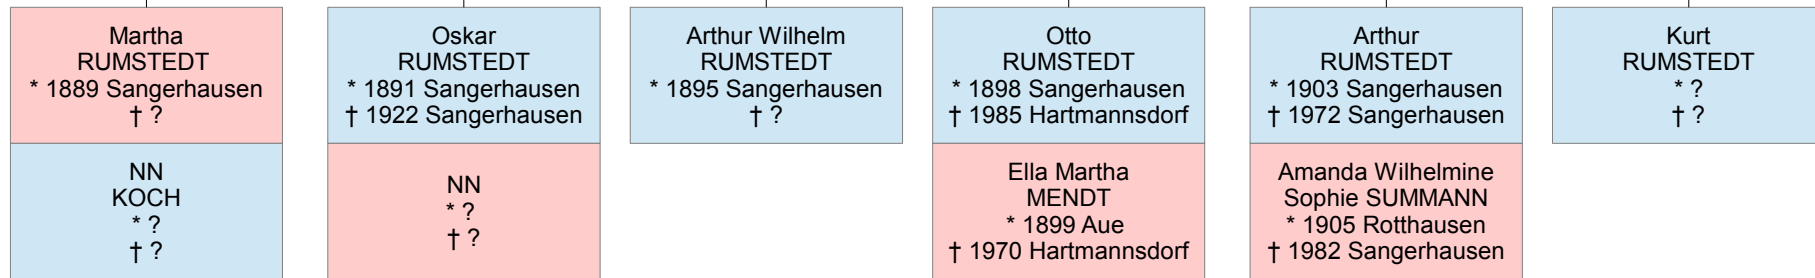 Martha
RUMSTEDT
* 1889 Sangerhausen
† ?
NN
KOCH
* ?
† ?
Oskar
RUMSTEDT
* 1891 Sangerhausen
† 1922 Sangerhausen
NN
* ?
† ?
Arthur Wilhelm
RUMSTEDT
* 1895 Sangerhausen
† ?
Otto
RUMSTEDT
* 1898 Sangerhausen
† 1985 Hartmannsdorf
Ella Martha
MENDT
* 1899 Aue
† 1970 Hartmannsdorf
Arthur
RUMSTEDT
* 1903 Sangerhausen
† 1972 Sangerhausen
Amanda Wilhelmine
Sophie SUMMANN
* 1905 Rotthausen
† 1982 Sangerhausen
Kurt
RUMSTEDT
* ?
† ?